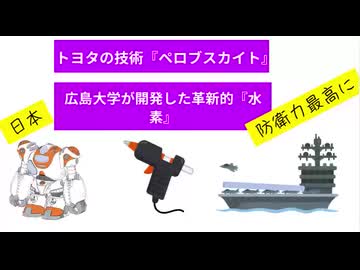 トヨタの技術『ペロブスカイト』
広島大学が開発した革新的『水
素』
日本
防衛力最高に